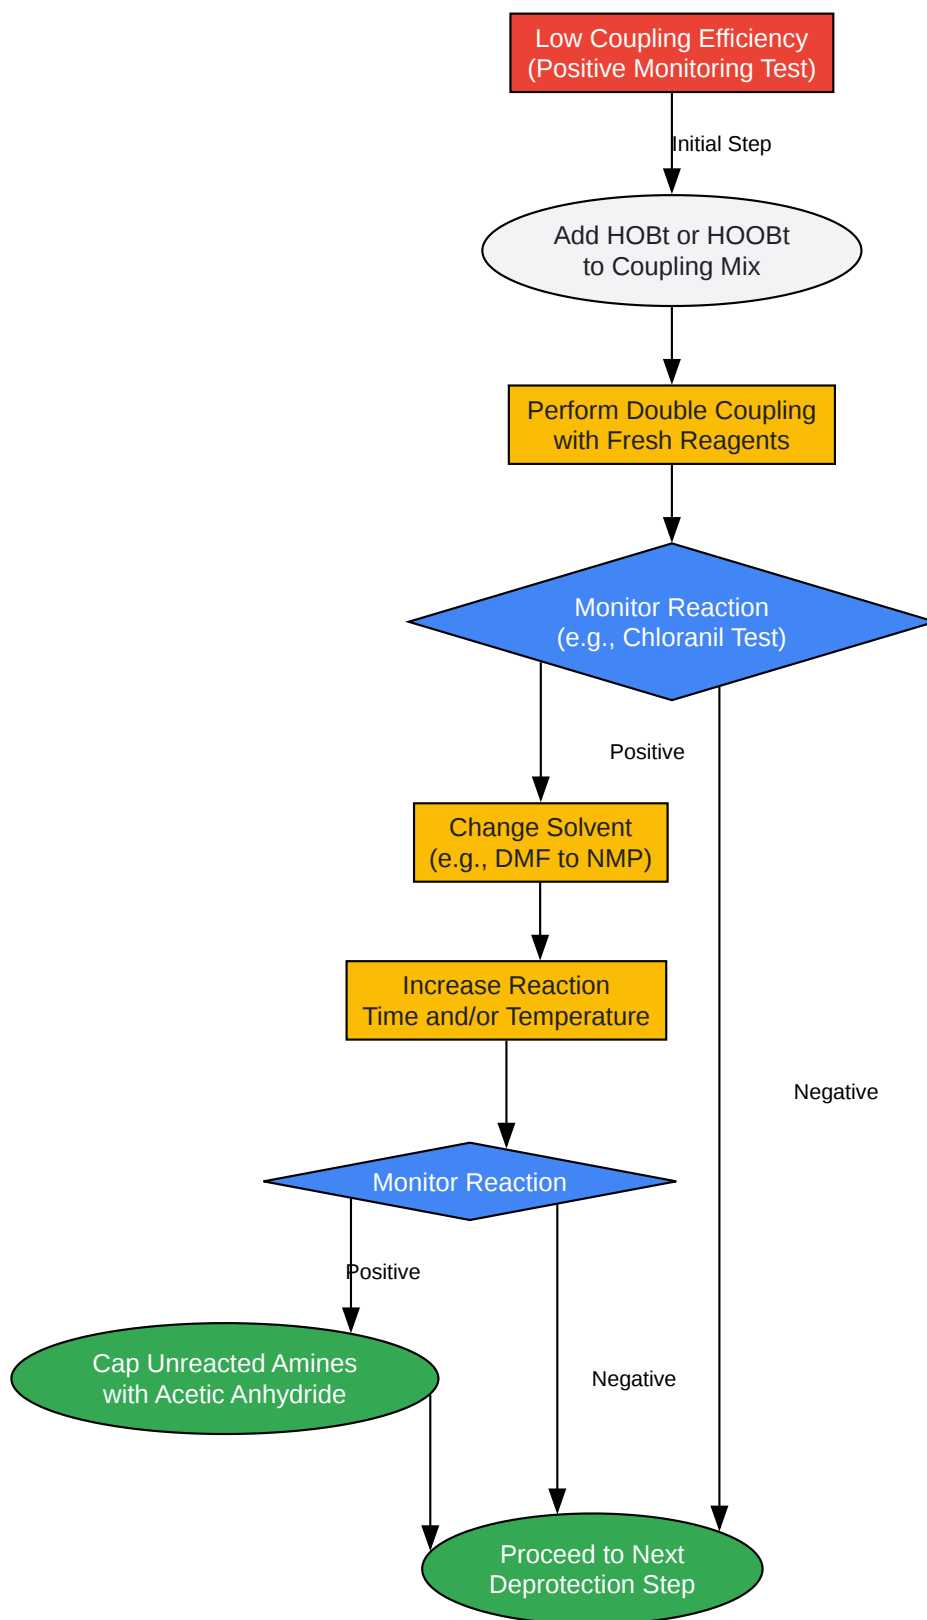 Low Coupling Efficiency
(Positive Monitoring Test)
Initial Step
Add HOBt or HOOBt
to Coupling Mix
Perform Double Coupling
with Fresh Reagents
Monitor Reaction
(e.g., Chloranil Test)
Positive
Change Solvent
(e.g., DMF to NMP)
Increase Reaction
Time and/or Temperature
Negative
Monitor Reaction
Positive
Cap Unreacted Amines
with Acetic Anhydride
Negative
Proceed to Next
Deprotection Step